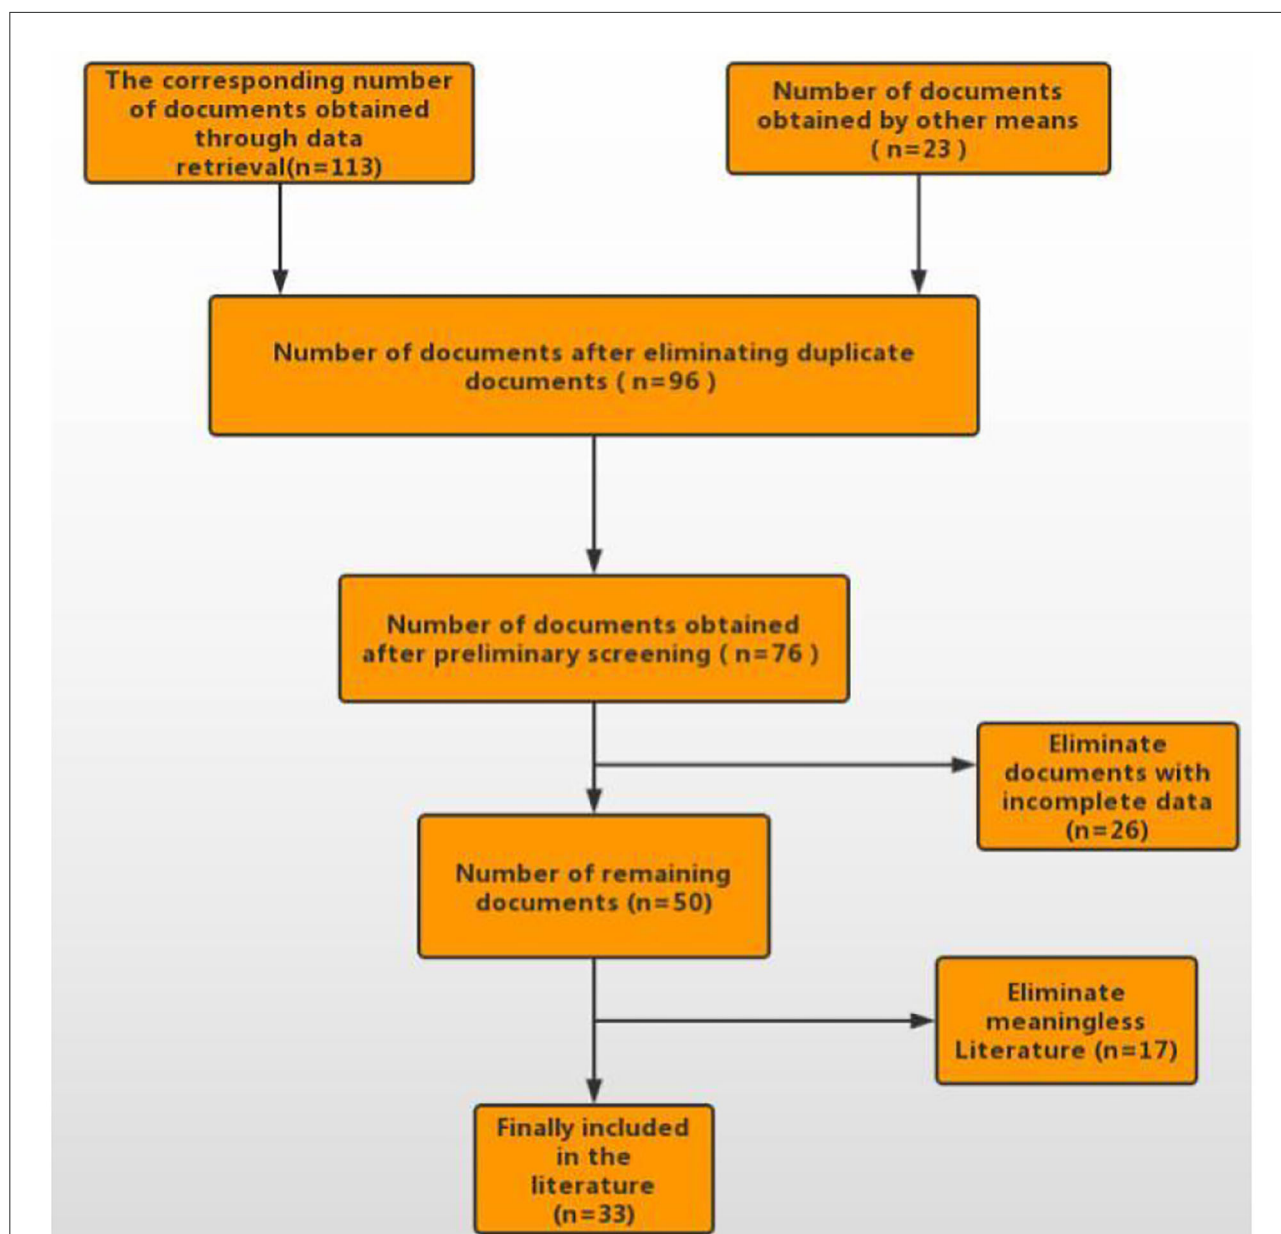 The corresponding number
of documents obtained
through data
retrieval(n=113)
Number of documents
obtained by other means
( n=23 )
Number of documents after eliminating duplicate
documents ( n=96 )
Number of documents obtained
after preliminary screening ( n=76 )
Eliminate
documents with
incomplete data
(n=26)
Number of remaining
documents (n=50)
Eliminate
meaningless
Literature (n=17)
Finally included
in the
literature
(n=33)